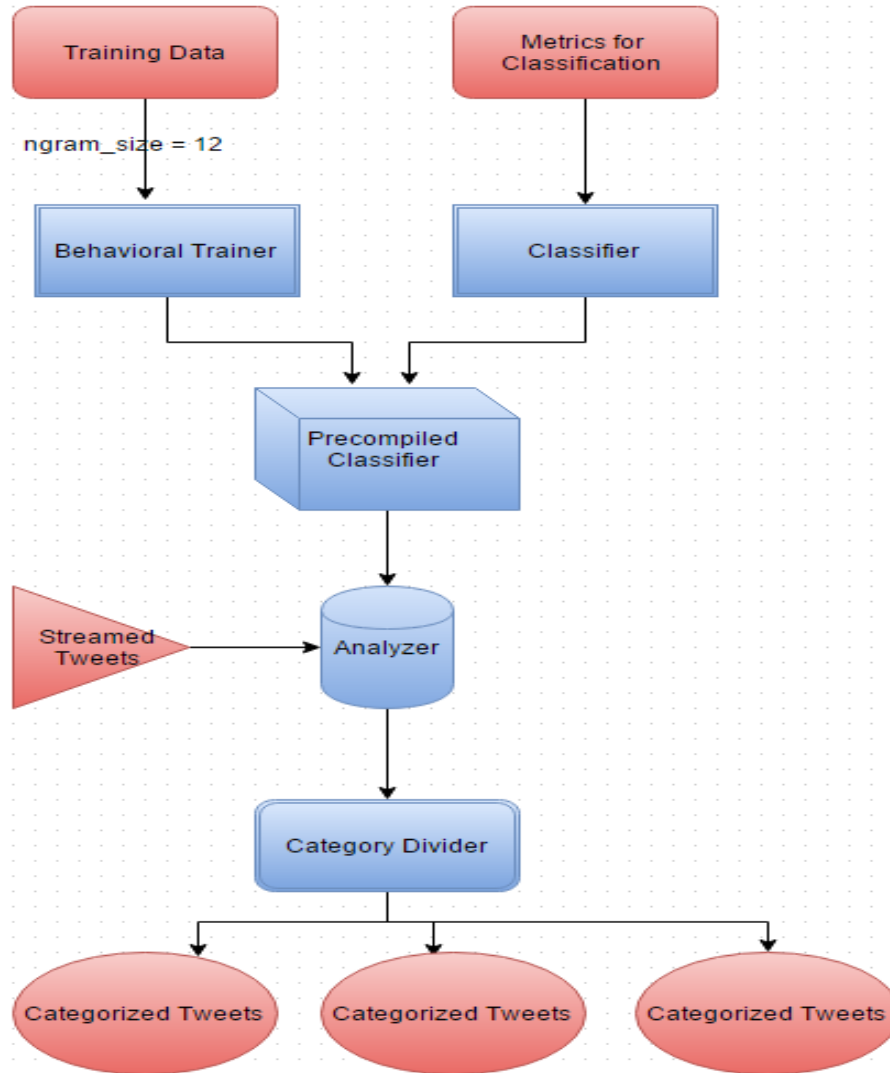 Training Data
Metrics for
Classification
ngram_size = 12
Behavioral Trainer
Classifier
Precompiled
Classifier
Streamed
Tweets
Analyzer
Category Divider
Categorized Tweets
Categorized Tweets
Categorized Tweets